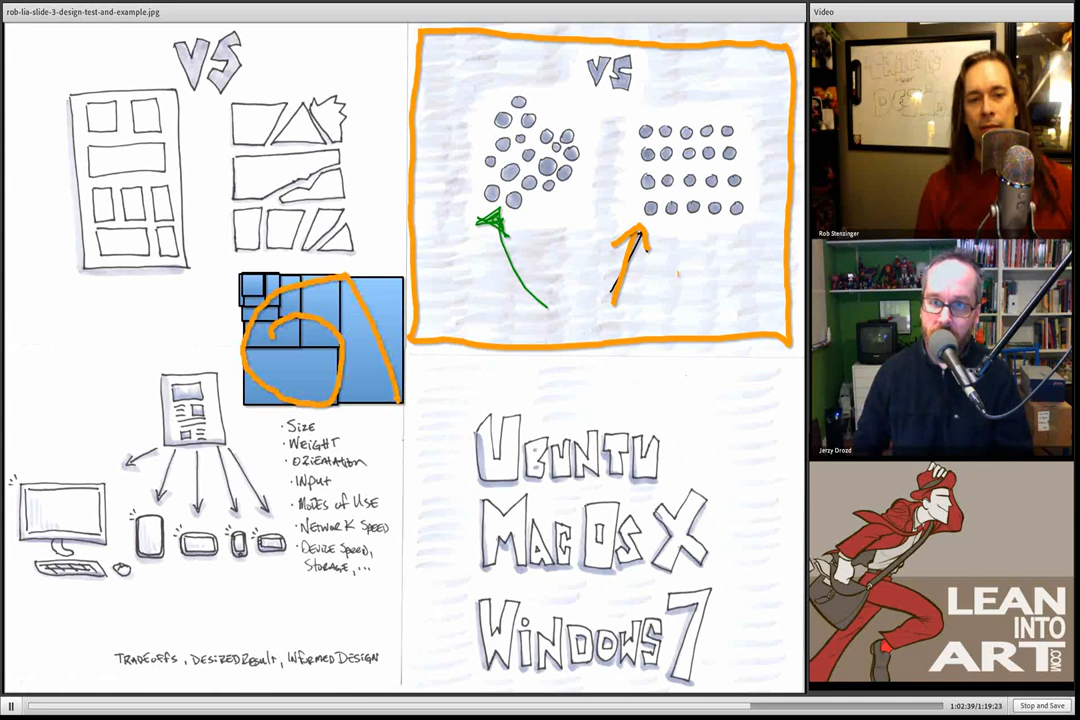 rob-lia-slide-3-design-test-and-example.jpg
VS
VS
· Size
· Weight
· Orientation
· Input
· Modes of Use
· Network Speed
· Device Speed,
Storage, ...
Tradeoffs, Desired Result, Informed Design
Ubuntu
Mac OS X
Windows 7
Video
Rob Stenzinger
Jerzy Drozd
LEAN
INTO
ART.COM
1:02:39/1:19:23
Stop and Save